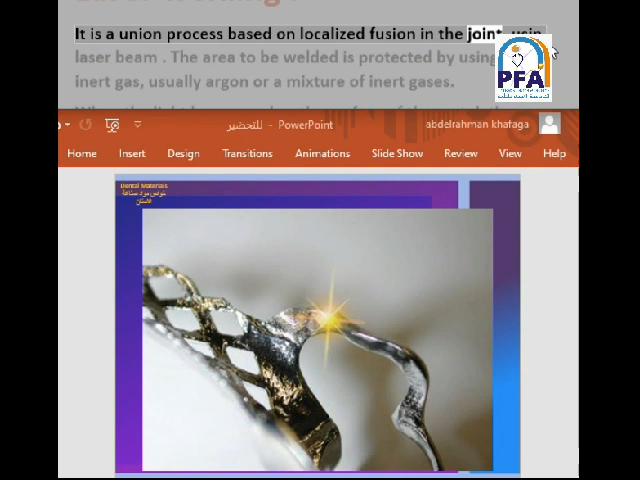 It is a union process based on localized fusion in the joint, usin
laser beam . The area to be welded is protected by using
inert gas, usually argon or a mixture of inert gases.
PFA
للتحضير - PowerPoint
abdelrahman khafaga
Home Insert Design Transitions Animations Slide Show Review View Help
Dental Materials